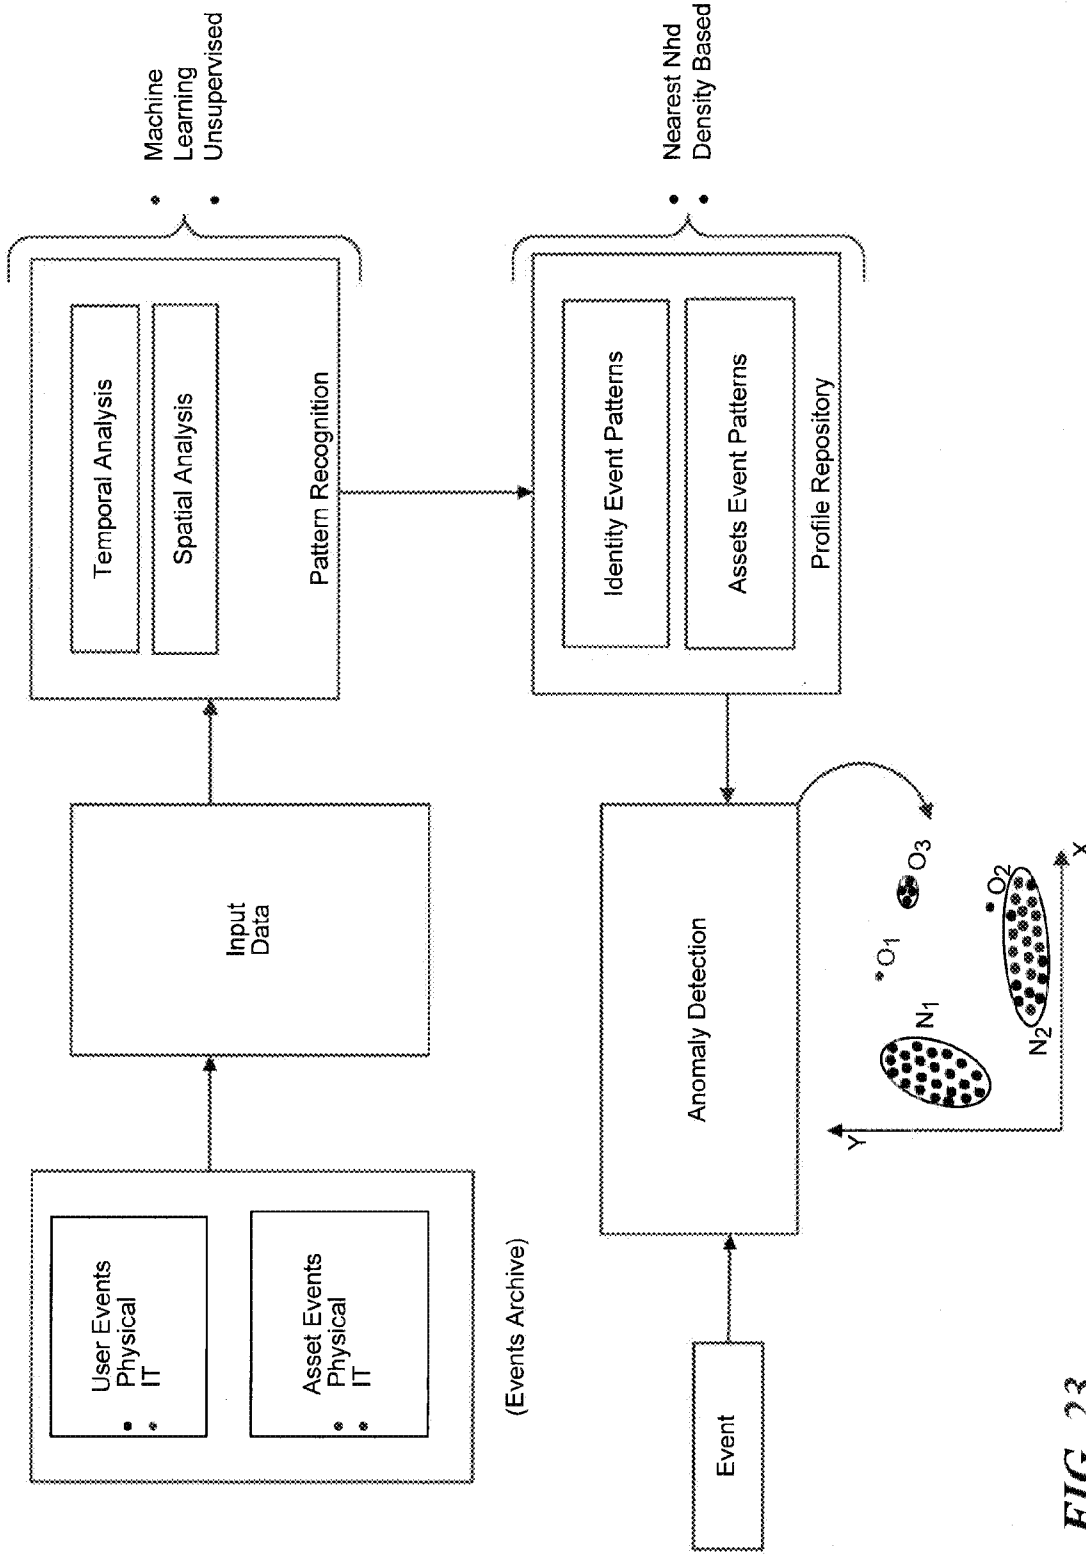 User Events
Physical
IT
Asset Events
Physical
IT
(Events Archive)
Input
Data
Temporal Analysis
Spatial Analysis
Pattern Recognition
Machine
Learning
Unsupervised
Event
Anomaly Detection
Identity Event Patterns
Assets Event Patterns
Profile Repository
Nearest Nhd
Density Based
Y
N1
O1
O3
N2
O2
X
FIG. 23